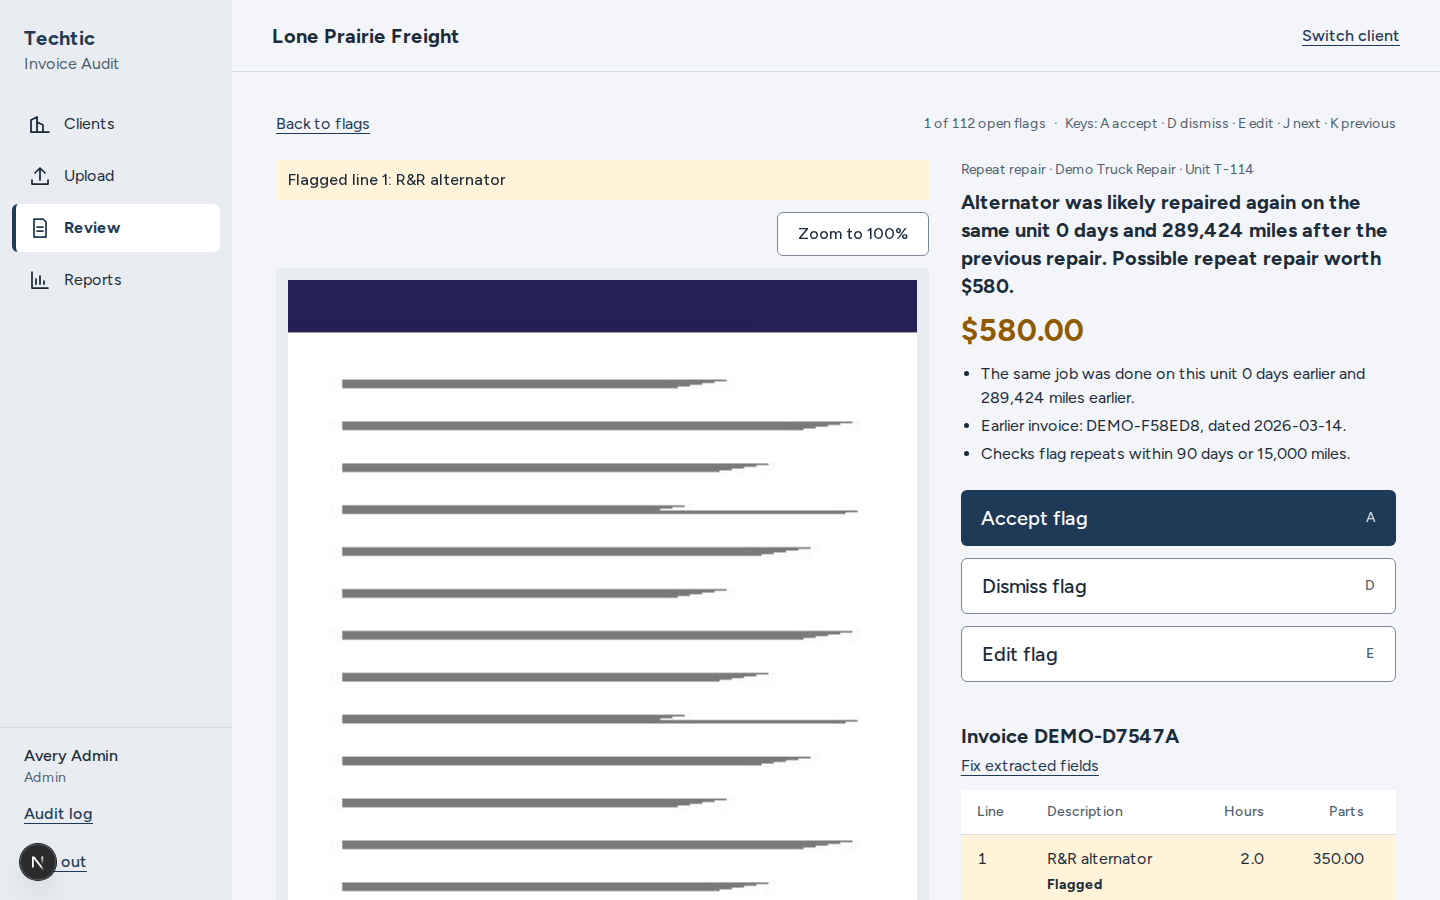 Techtic
Invoice Audit
Clients
Upload
Review
Reports
Avery Admin
Admin
Audit log
N
out
Lone Prairie Freight
Switch client
Back to flags
1 of 112 open flags · Keys: A accept · D dismiss · E edit · J next · K previous
Flagged line 1: R&R alternator
Zoom to 100%
Repeat repair · Demo Truck Repair · Unit T-114
Alternator was likely repaired again on the
same unit 0 days and 289,424 miles after the
previous repair. Possible repeat repair worth
$580.
$580.00
• The same job was done on this unit 0 days earlier and
289,424 miles earlier.
• Earlier invoice: DEMO-F58ED8, dated 2026-03-14.
• Checks flag repeats within 90 days or 15,000 miles.
Accept flag A
Dismiss flag D
Edit flag E
Invoice DEMO-D7547A
Fix extracted fields
Line Description Hours Parts
1 R&R alternator 2.0 350.00
Flagged